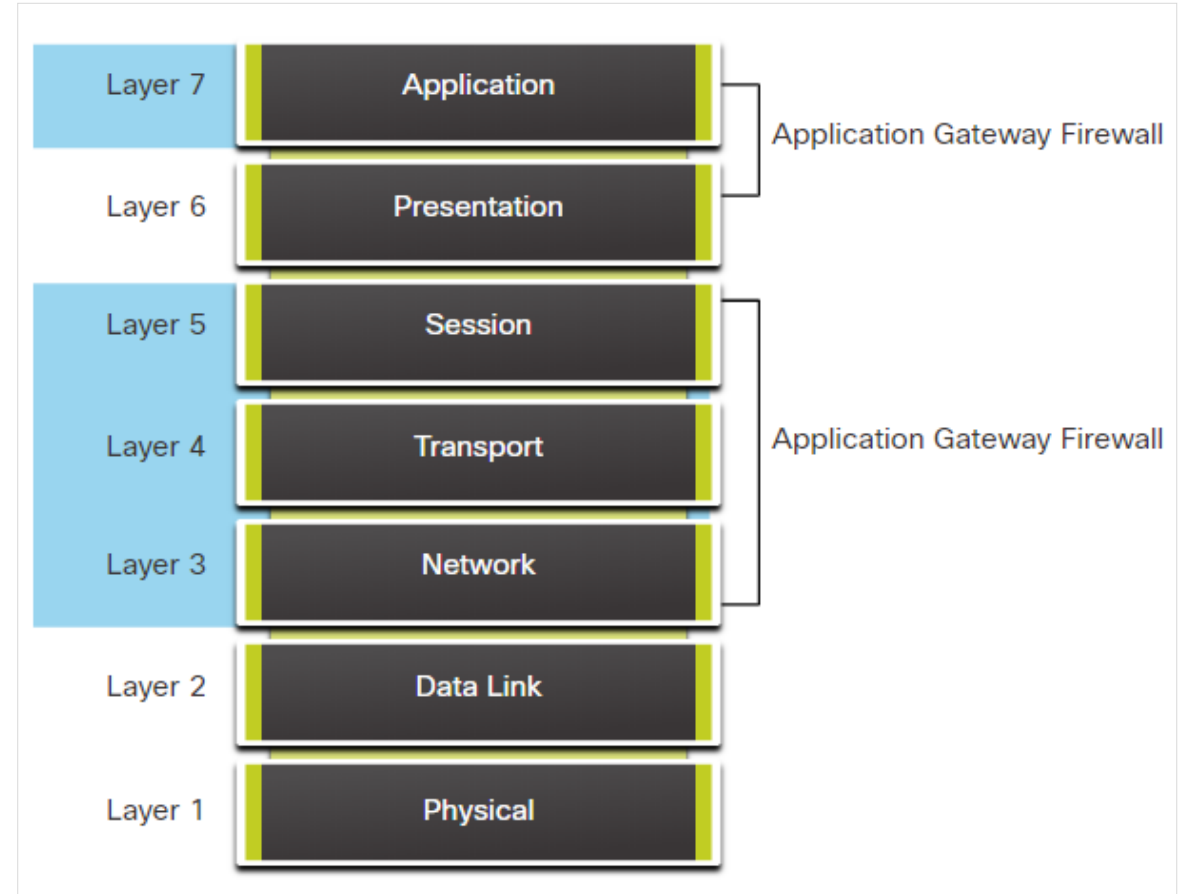 Layer 7 Application
Application Gateway Firewall
Layer 6 Presentation
Layer 5 Session
Layer 4 Transport
Application Gateway Firewall
Layer 3 Network
Layer 2 Data Link
Layer 1 Physical